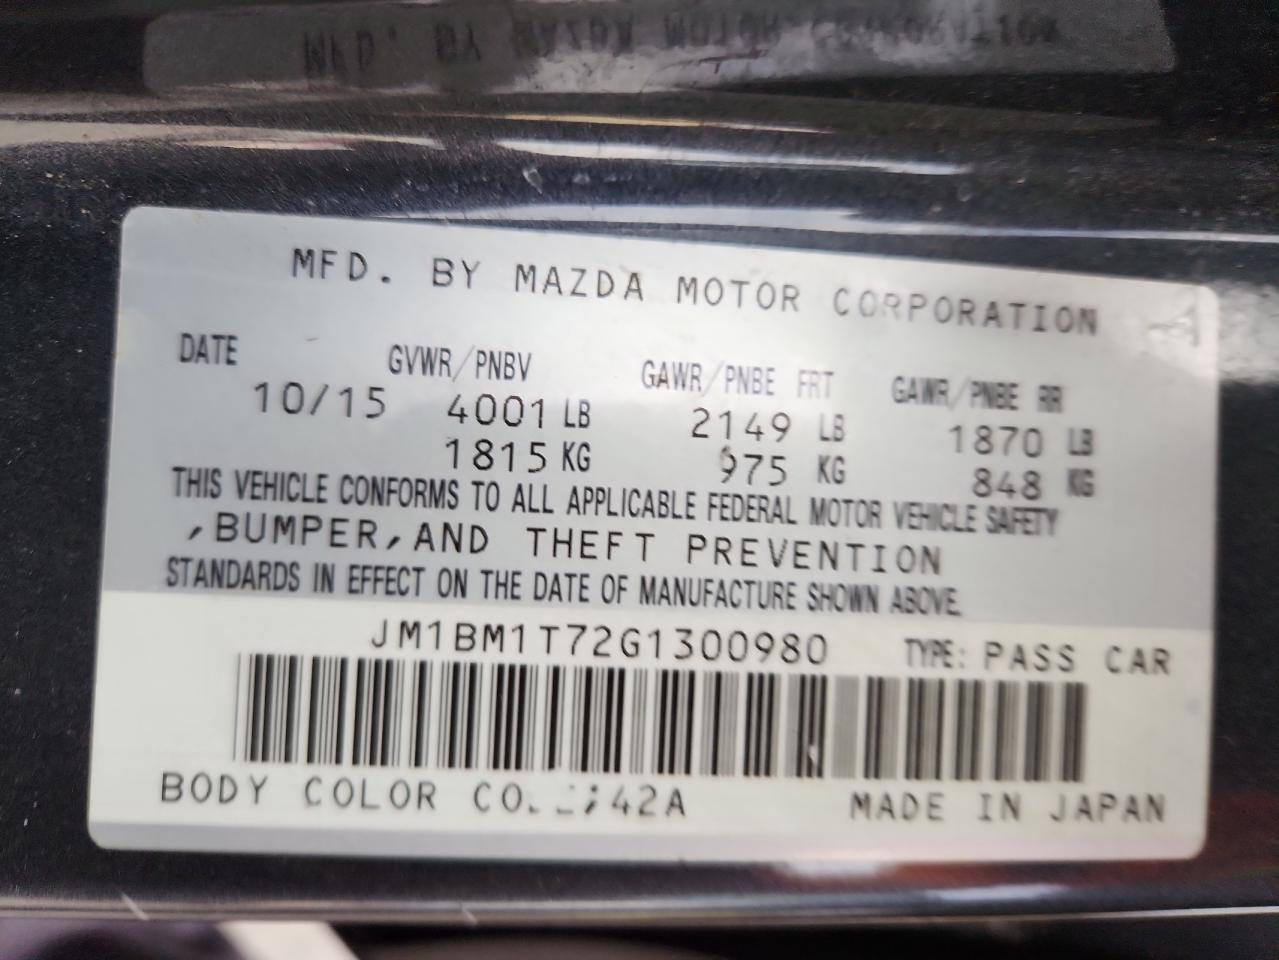 MFD. BY MAZDA MOTOR CORPORATION
DATE GVWR/PNBV GAWR/PNBE FRT GAWR/PNBE RR
10/15 4001 LB 2149 LB 1870 LB
1815 KG 975 KG 848 KG
THIS VEHICLE CONFORMS TO ALL APPLICABLE FEDERAL MOTOR VEHICLE SAFETY
,BUMPER,AND THEFT PREVENTION
STANDARDS IN EFFECT ON THE DATE OF MANUFACTURE SHOWN ABOVE.
JM1BM1T72G1300980 TYPE: PASS CAR
BODY COLOR 42A MADE IN JAPAN